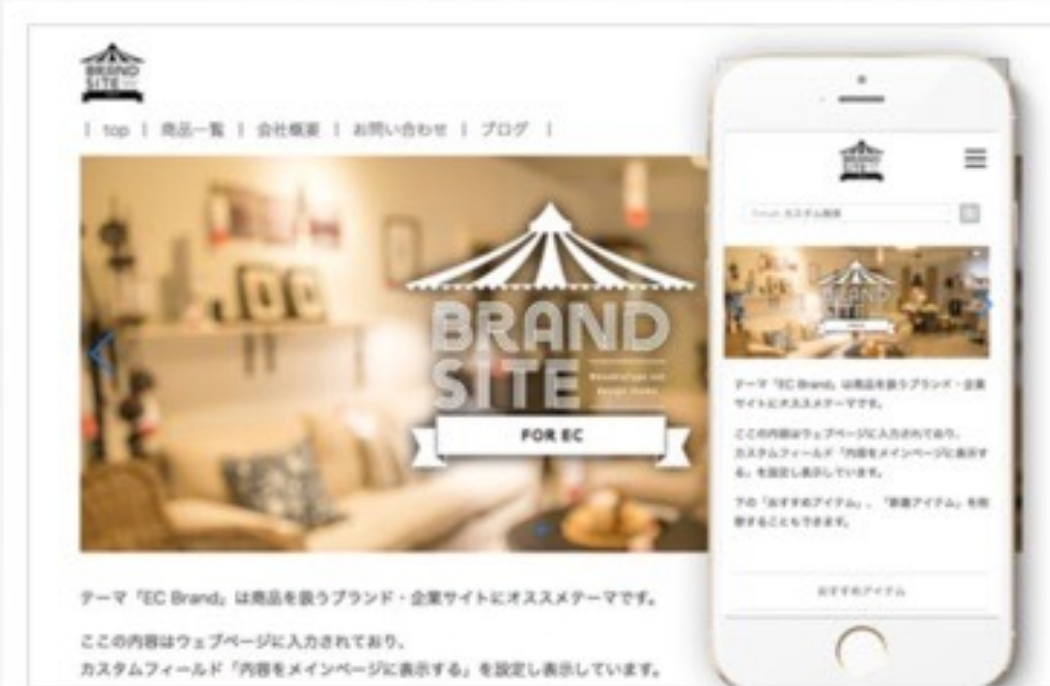 BRAND
SITE
| top | 商品一覧 | 会社概要 | お問い合わせ | ブログ |
BRAND
SITE
FOR EC
テーマ「EC Brand」は商品を扱うブランド・企業サイトにオススメテーマです。
ここの内容はウェブページに入力されており、
カスタムフィールド「内容をメインページに表示する」を設定し表示しています。
BRAND
SITE
カスタム検索
BRAND
SITE
テーマ「EC Brand」は商品を扱うブランド・企業
サイトにオススメテーマです。
ここの内容はウェブページに入力されており、
カスタムフィールド「内容をメインページに表示す
る」を設定し表示しています。
下の「おすすめアイテム」、「新着アイテム」を
することもできます。
おすすめアイテム